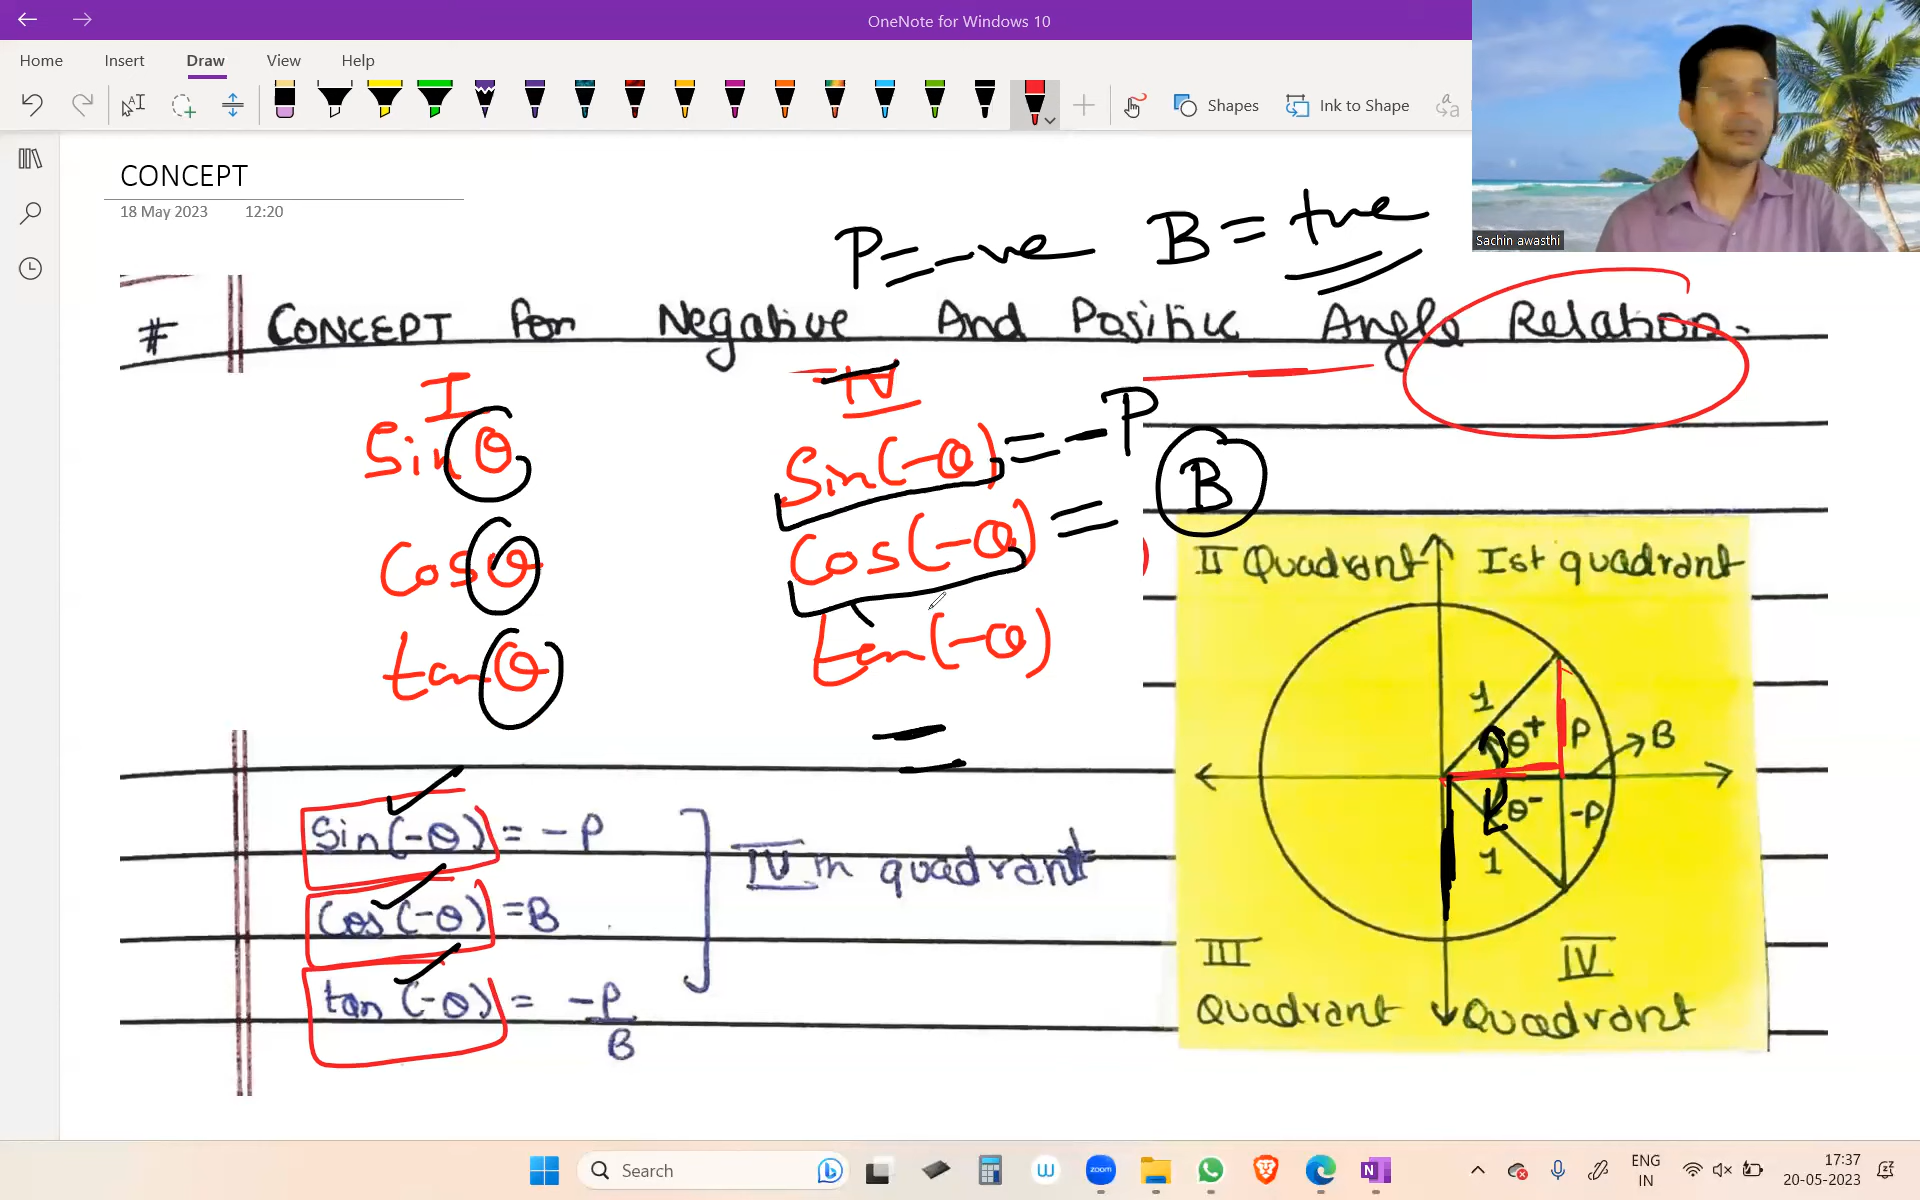 OneNote for Windows 10
Home Insert Draw View Help
Shapes Ink to Shape
Sachin awasthi
CONCEPT
18 May 2023 12:20
P = -ve B = +ve
# CONCEPT For Negative And Positive Angle Relation.
I IV
Sin θ Sin(-θ) = -P
Cos θ Cos(-θ) = B
tan θ tan(-θ)
=
Sin(-θ) = -P
Cos(-θ) = B
tan(-θ) = -P
B
IV in quadrant
II Quadrant Ist quadrant
1 θ+ P B
1 θ- -P
III IV
Quadrant Quadrant
Search
zoom
ENG
IN
17:37
20-05-2023